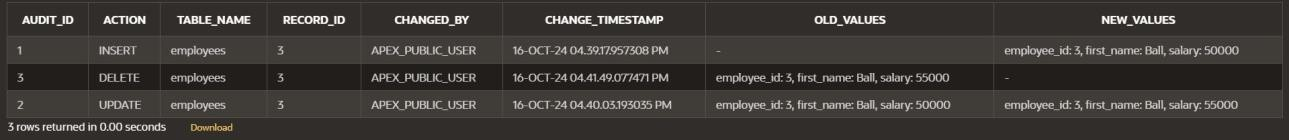 AUDIT_ID ACTION TABLE_NAME RECORD_ID CHANGED_BY CHANGE_TIMESTAMP OLD_VALUES NEW_VALUES
1 INSERT employees 3 APEX_PUBLIC_USER 16-OCT-24 04.39.17.957308 PM - employee_id: 3, first_name: Ball, salary: 50000
3 DELETE employees 3 APEX_PUBLIC_USER 16-OCT-24 04.41.49.077471 PM employee_id: 3, first_name: Ball, salary: 55000 -
2 UPDATE employees 3 APEX_PUBLIC_USER 16-OCT-24 04.40.03.193035 PM employee_id: 3, first_name: Ball, salary: 50000 employee_id: 3, first_name: Ball, salary: 55000
3 rows returned in 0.00 seconds Download